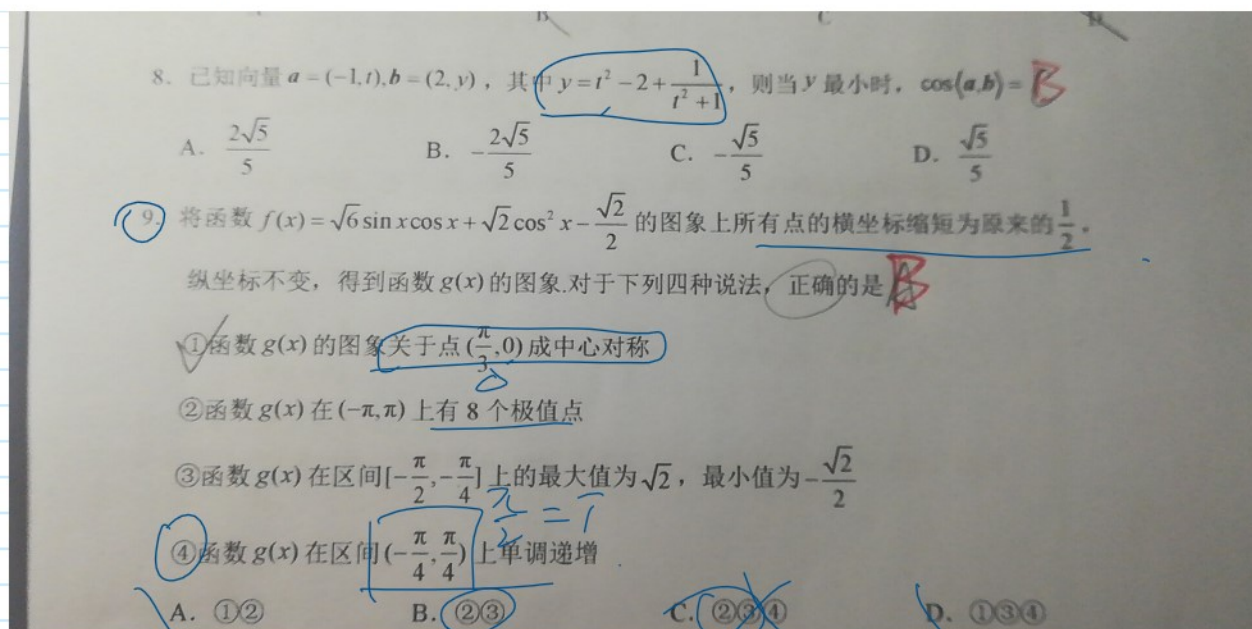 8. 已知向量 a = (-1, t), b = (2, y)，其中 y = t² - 2 + 1/(t² + 1)，则当 y 最小时，cos⟨a,b⟩ = B
A. 2√5/5 B. -2√5/5 C. -√5/5 D. √5/5
9. 将函数 f(x) = √6 sin x cos x + √2 cos² x - √2/2 的图象上所有点的横坐标缩短为原来的 1/2，
纵坐标不变，得到函数 g(x) 的图象.对于下列四种说法，正确的是 B
①函数 g(x) 的图象关于点 (π/3, 0) 成中心对称
②函数 g(x) 在 (-π, π) 上有 8 个极值点
③函数 g(x) 在区间 [-π/2, -π/4] 上的最大值为 √2，最小值为 -√2/2
π/2 = T
④函数 g(x) 在区间 (-π/4, π/4) 上单调递增
A. ①② B. ②③ C. ②③④ D. ①③④